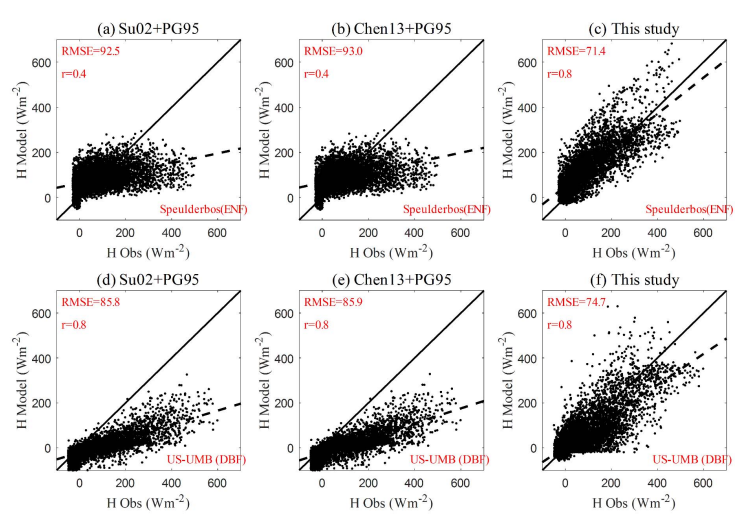 (a) Su02+PG95
(b) Chen13+PG95
(c) This study
RMSE=92.5
r=0.4
RMSE=93.0
r=0.4
RMSE=71.4
r=0.8
600
400
200
0
H Model (Wm-2)
600
400
200
0
H Model (Wm-2)
600
400
200
0
H Model (Wm-2)
Speulderbos(ENF)
Speulderbos(ENF)
Speulderbos(ENF)
0 200 400 600
0 200 400 600
0 200 400 600
H Obs (Wm-2)
H Obs (Wm-2)
H Obs (Wm-2)
(d) Su02+PG95
(e) Chen13+PG95
(f) This study
RMSE=85.8
r=0.8
RMSE=85.9
r=0.8
RMSE=74.7
r=0.8
600
400
200
0
H Model (Wm-2)
600
400
200
0
H Model (Wm-2)
600
400
200
0
H Model (Wm-2)
US-UMB (DBF)
US-UMB (DBF)
US-UMB (DBF)
0 200 400 600
0 200 400 600
0 200 400 600
H Obs (Wm-2)
H Obs (Wm-2)
H Obs (Wm-2)